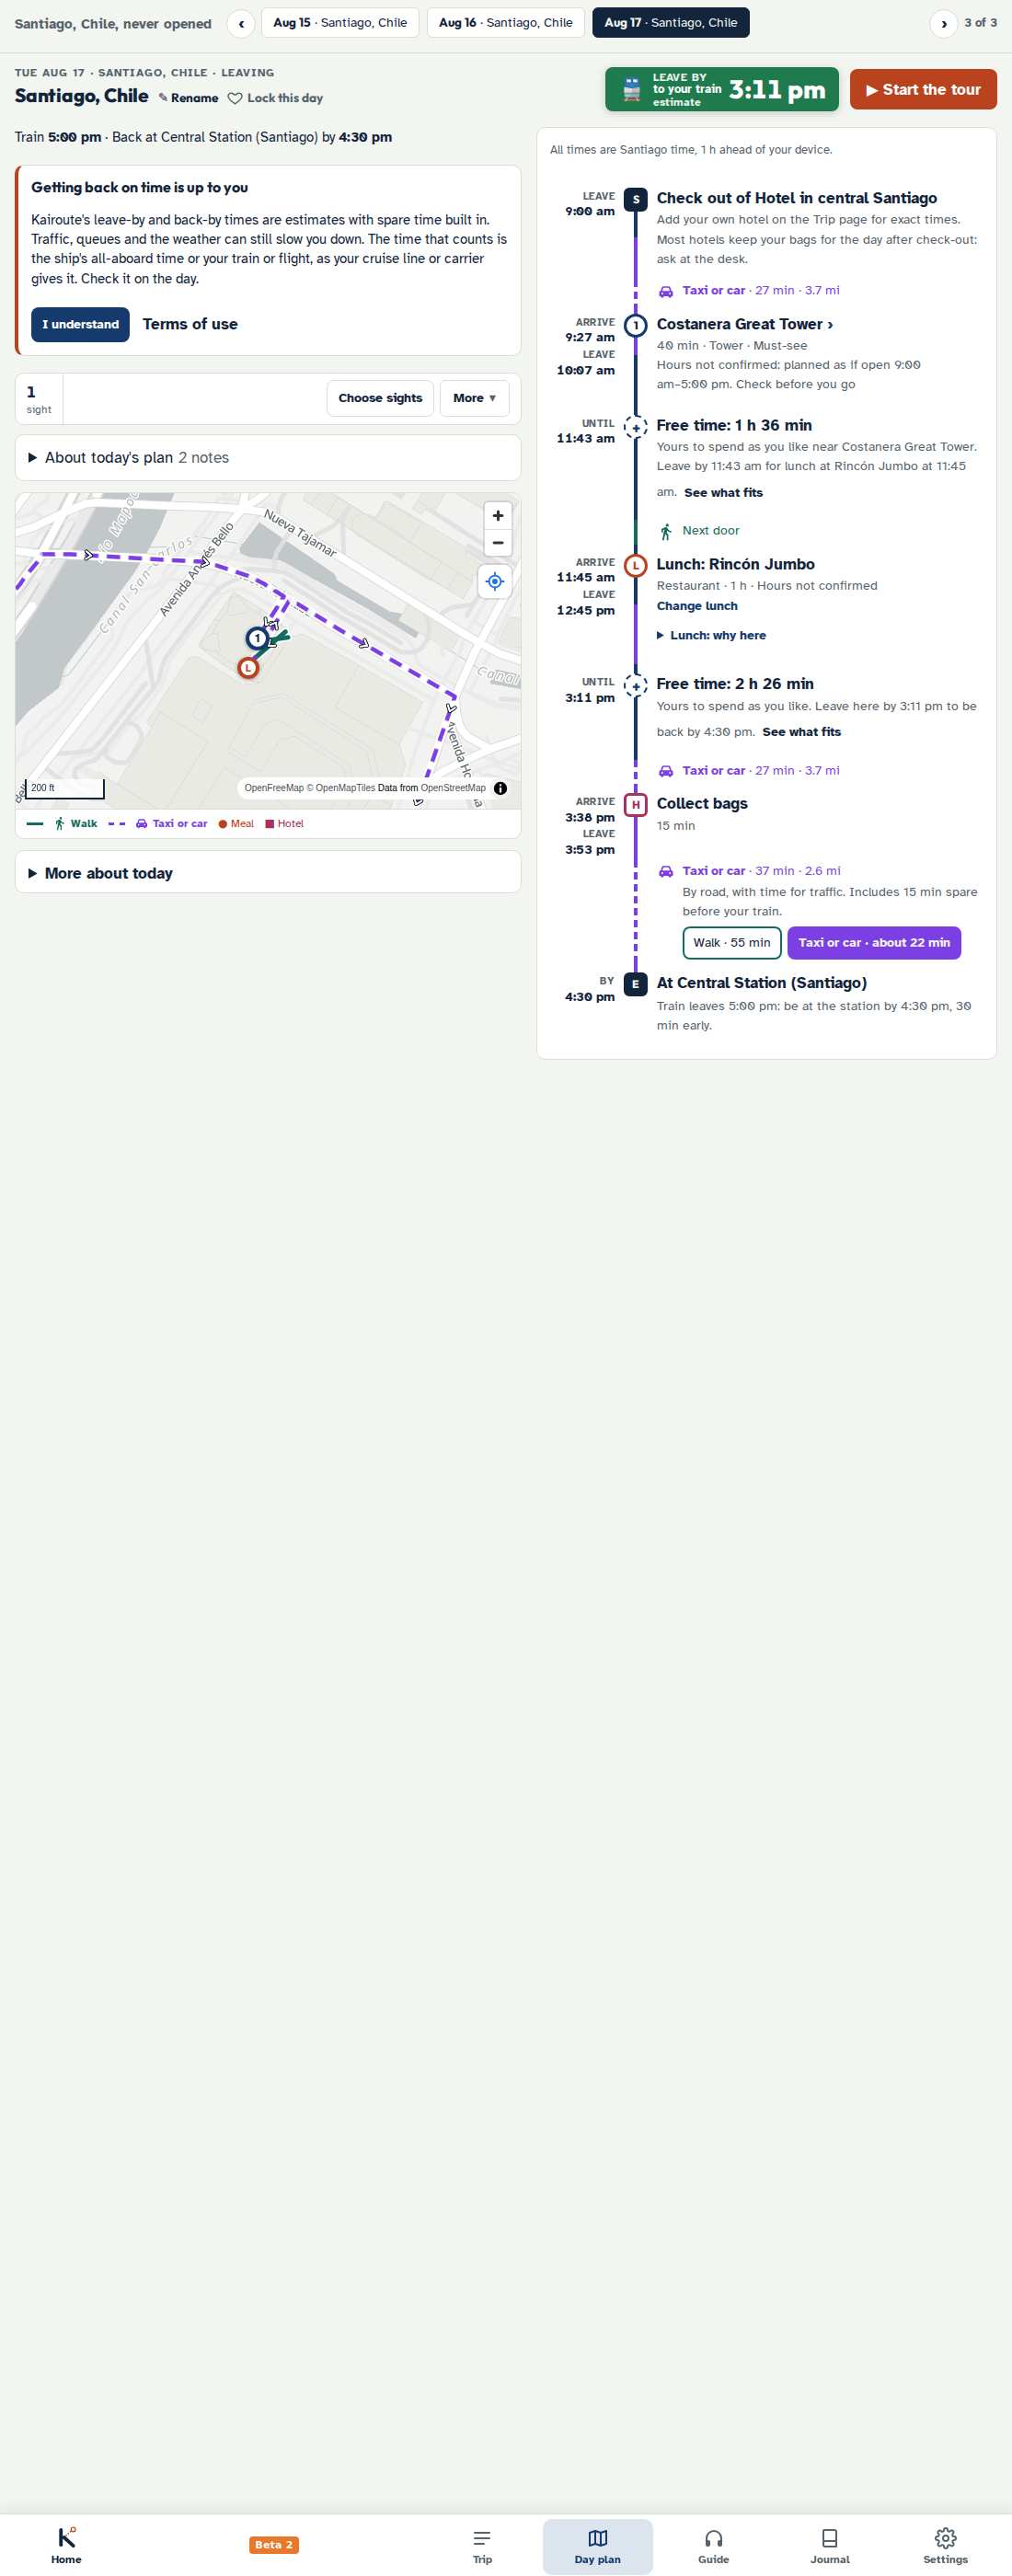 Santiago, Chile, never opened
‹
Aug 15 · Santiago, Chile
Aug 16 · Santiago, Chile
Aug 17 · Santiago, Chile
›
3 of 3
TUE AUG 17 · SANTIAGO, CHILE · LEAVING
Santiago, Chile
✎ Rename
Lock this day
LEAVE BY
to your train
estimate
3:11 pm
▶ Start the tour
Train 5:00 pm · Back at Central Station (Santiago) by 4:30 pm
Getting back on time is up to you
Kairoute's leave-by and back-by times are estimates with spare time built in.
Traffic, queues and the weather can still slow you down. The time that counts is
the ship's all-aboard time or your train or flight, as your cruise line or carrier
gives it. Check it on the day.
I understand
Terms of use
1
sight
Choose sights
More ▼
▶ About today's plan 2 notes
Nueva Tajamar
Canal San Carlos
Avenida Andrés Bello
Canal
+
−
1
L
200 ft
OpenFreeMap © OpenMapTiles Data from OpenStreetMap
Walk
Taxi or car
Meal
Hotel
▶ More about today
All times are Santiago time, 1 h ahead of your device.
LEAVE
9:00 am
S
Check out of Hotel in central Santiago
Add your own hotel on the Trip page for exact times.
Most hotels keep your bags for the day after check-out:
ask at the desk.
Taxi or car · 27 min · 3.7 mi
ARRIVE
9:27 am
LEAVE
10:07 am
1
Costanera Great Tower ›
40 min · Tower · Must-see
Hours not confirmed: planned as if open 9:00
am–5:00 pm. Check before you go
UNTIL
11:43 am
+
Free time: 1 h 36 min
Yours to spend as you like near Costanera Great Tower.
Leave by 11:43 am for lunch at Rincón Jumbo at 11:45
am. See what fits
Next door
ARRIVE
11:45 am
LEAVE
12:45 pm
L
Lunch: Rincón Jumbo
Restaurant · 1 h · Hours not confirmed
Change lunch
▶ Lunch: why here
UNTIL
3:11 pm
+
Free time: 2 h 26 min
Yours to spend as you like. Leave here by 3:11 pm to be
back by 4:30 pm. See what fits
Taxi or car · 27 min · 3.7 mi
ARRIVE
3:38 pm
LEAVE
3:53 pm
H
Collect bags
15 min
Taxi or car · 37 min · 2.6 mi
By road, with time for traffic. Includes 15 min spare
before your train.
Walk · 55 min
Taxi or car · about 22 min
BY
4:30 pm
E
At Central Station (Santiago)
Train leaves 5:00 pm: be at the station by 4:30 pm, 30
min early.
Home
Beta 2
Trip
Day plan
Guide
Journal
Settings